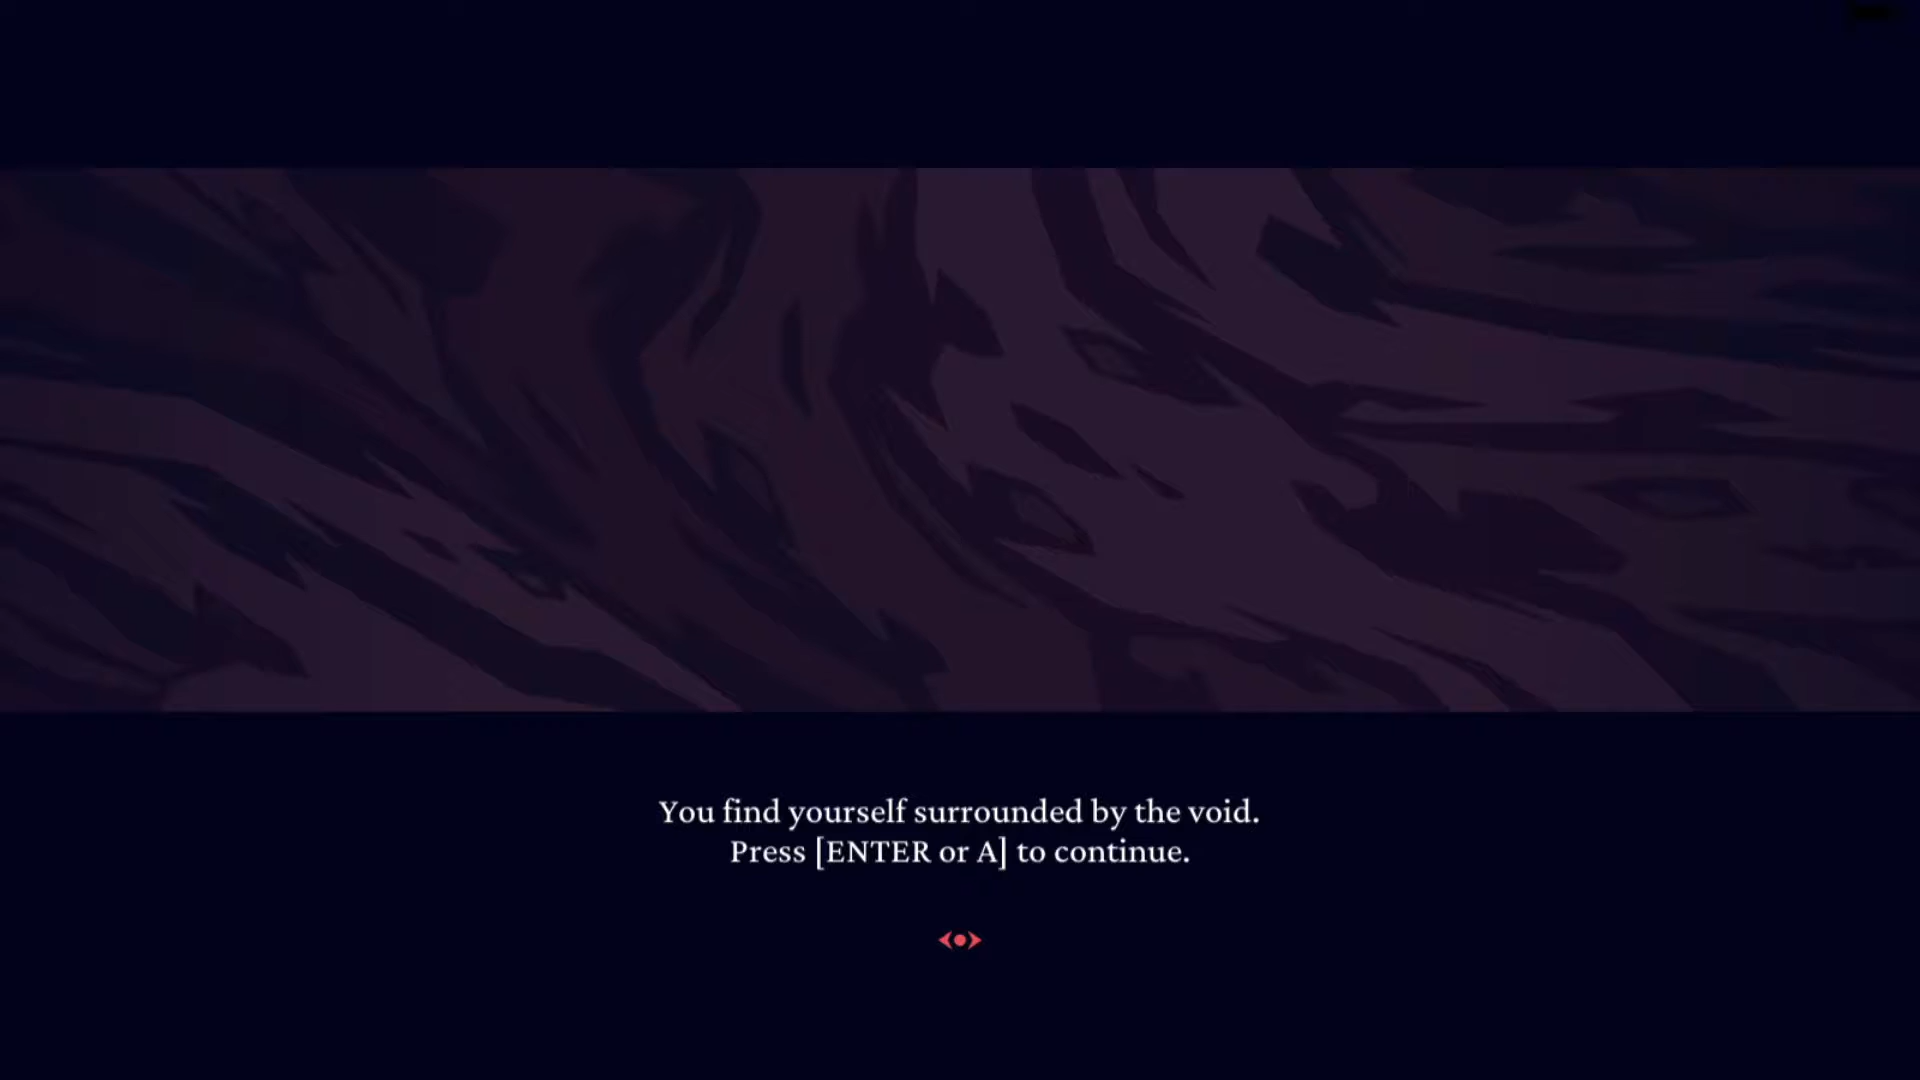 You find yourself surrounded by the void.
Press [ENTER or A] to continue.